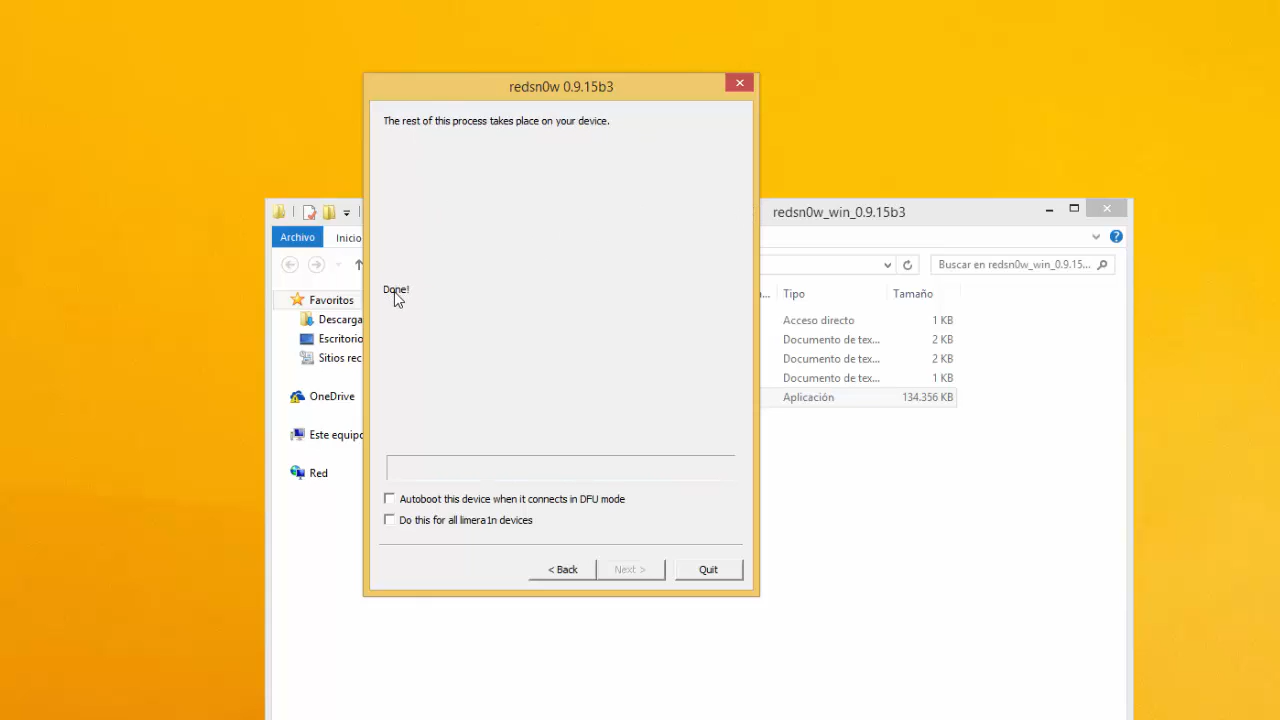 redsn0w 0.9.15b3
The rest of this process takes place on your device.
Done!
Autoboot this device when it connects in DFU mode
Do this for all limera1n devices
< Back
Next >
Quit
redsn0w_win_0.9.15b3
Archivo
Inicio
Buscar en redsn0w_win_0.9.15...
Favoritos
Descarga
Escritorio
Sitios rec
OneDrive
Este equipo
Red
a... Tipo Tamaño
Acceso directo 1 KB
Documento de tex... 2 KB
Documento de tex... 2 KB
Documento de tex... 1 KB
Aplicación 134.356 KB